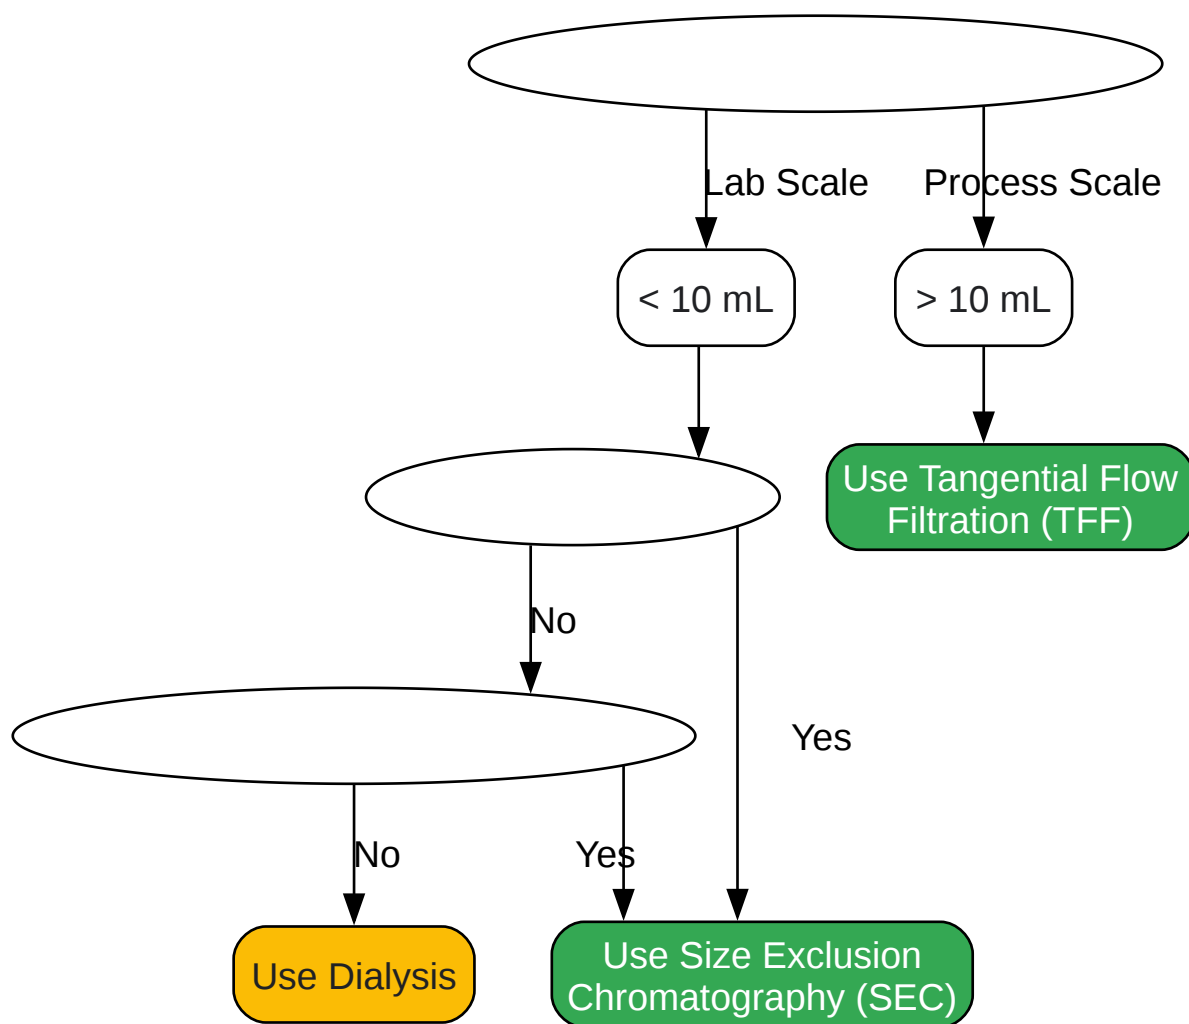 Lab Scale
Process Scale
< 10 mL
> 10 mL
Use Tangential Flow
Filtration (TFF)
No
Yes
No
Yes
Use Dialysis
Use Size Exclusion
Chromatography (SEC)